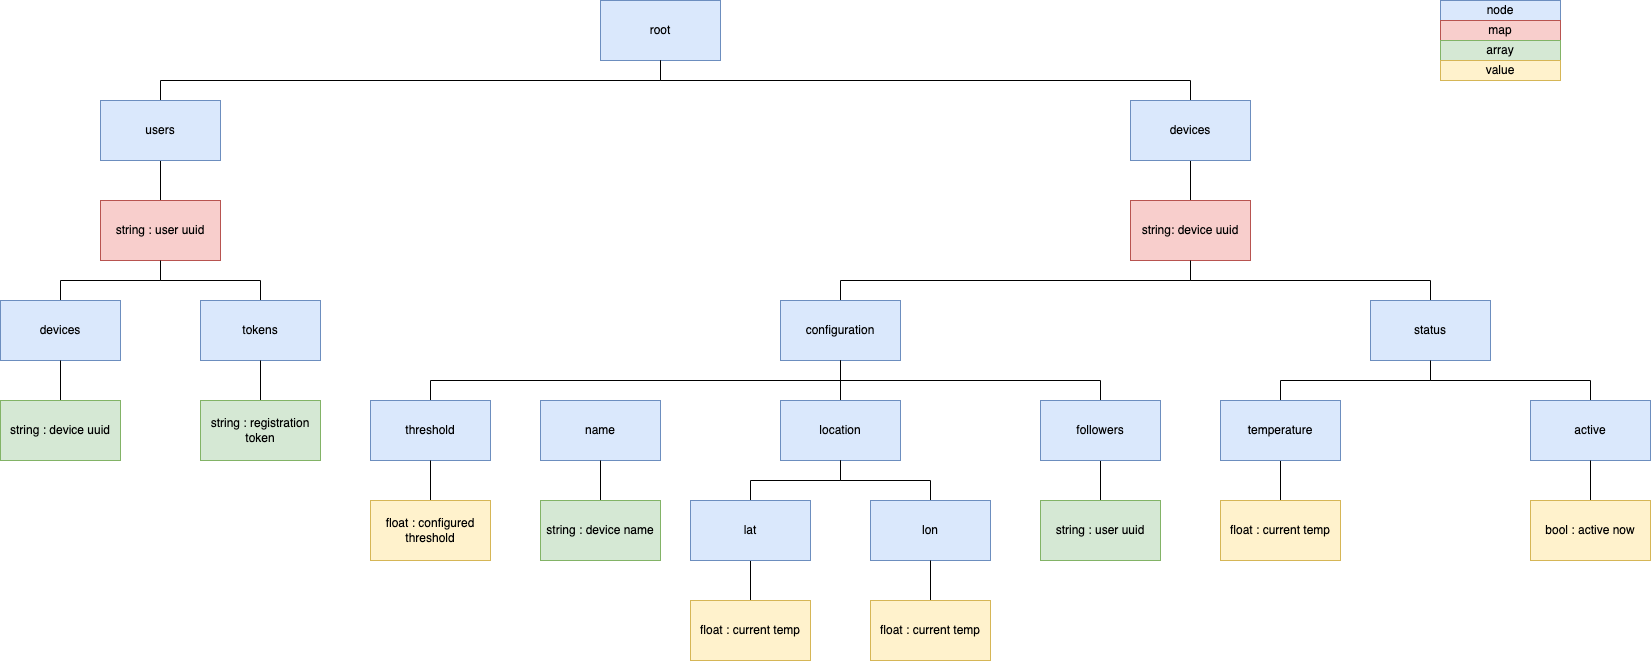 root
node
map
array
value
users
devices
string : user uuid
string: device uuid
devices
tokens
configuration
status
string : device uuid
string : registration
token
threshold
name
location
followers
temperature
active
float : configured
threshold
string : device name
lat
lon
string : user uuid
float : current temp
bool : active now
float : current temp
float : current temp